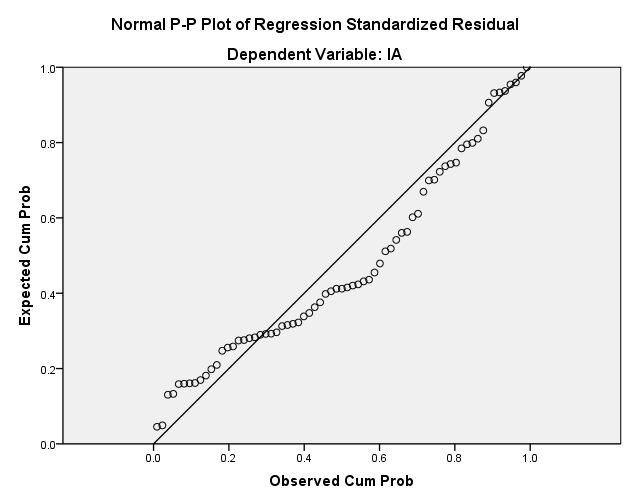 Normal P-P Plot of Regression Standardized Residual
Dependent Variable: IA
1.0
0.8
0.6
0.4
0.2
0.0
Expected Cum Prob
0.0 0.2 0.4 0.6 0.8 1.0
Observed Cum Prob